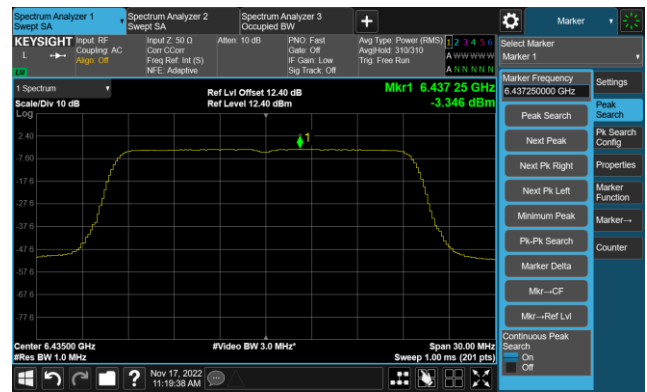 Spectrum Analyzer 1
Swept SA
Spectrum Analyzer 2
Swept SA
Spectrum Analyzer 3
Occupied BW
Marker
KEYSIGHT
L
Input: RF
Coupling: AC
Align: Off
Input Z: 50 Ω
Corr CCorr
Freq Ref: Int (S)
NFE: Adaptive
Atten: 10 dB
PNO: Fast
Gate: Off
IF Gain: Low
Sig Track: Off
Avg Type: Power (RMS)
Avg|Hold: 310/310
Trig: Free Run
1 2 3 4 5 6
A W W W W W
A N N N N N
Select Marker
Marker 1
1 Spectrum
Scale/Div 10 dB
Log
Ref Lvl Offset 12.40 dB
Ref Level 12.40 dBm
Mkr1 6.437 25 GHz
-3.346 dBm
1
2.40
-7.60
-17.6
-27.6
-37.6
-47.6
-57.6
-67.6
-77.6
Center 6.43500 GHz
#Res BW 1.0 MHz
#Video BW 3.0 MHz*
Span 30.00 MHz
Sweep 1.00 ms (201 pts)
Marker Frequency
6.437250000 GHz
Peak Search
Next Peak
Next Pk Right
Next Pk Left
Minimum Peak
Pk-Pk Search
Marker Delta
Mkr→CF
Mkr→Ref Lvl
Continuous Peak
Search
On
Off
Settings
Peak
Search
Pk Search
Config
Properties
Marker
Function
Marker→
Counter
?
Nov 17, 2022
11:19:38 AM